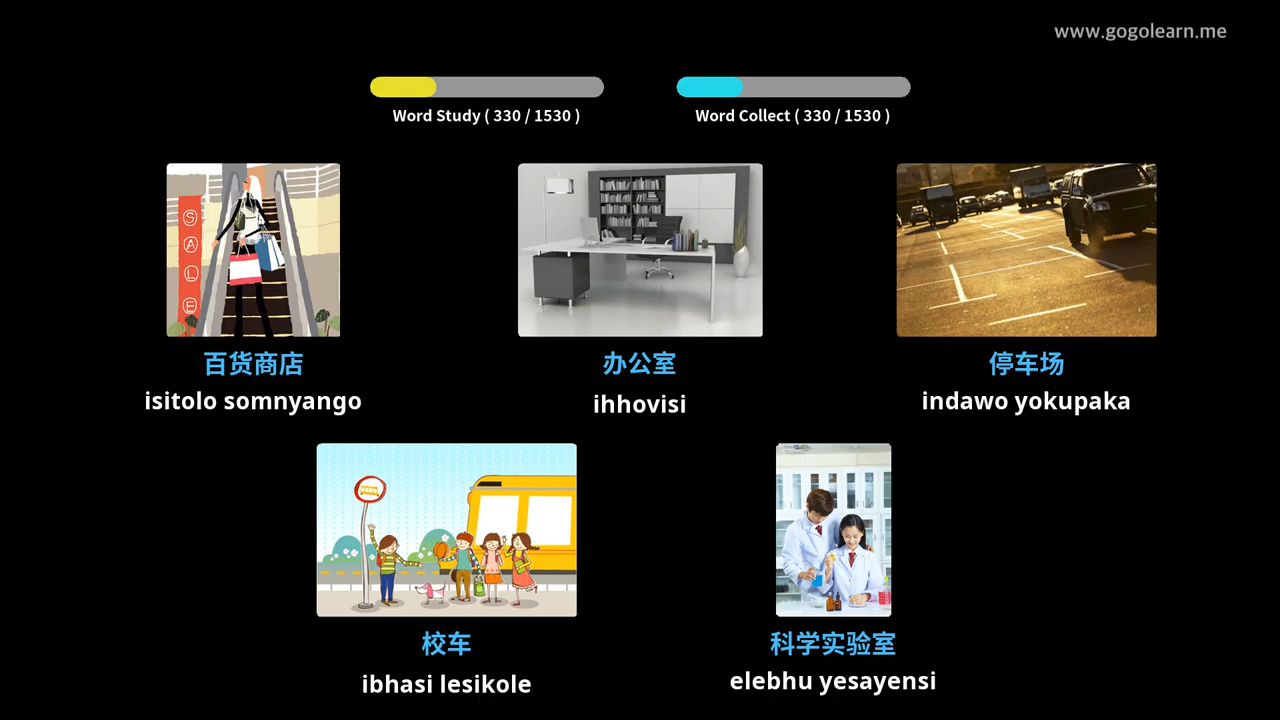 www.gogolearn.me
Word Study ( 330 / 1530 )
Word Collect ( 330 / 1530 )
SALE
百货商店
isitolo somnyango
办公室
ihhovisi
停车场
indawo yokupaka
校车
ibhasi lesikole
科学实验室
elebhu yesayensi